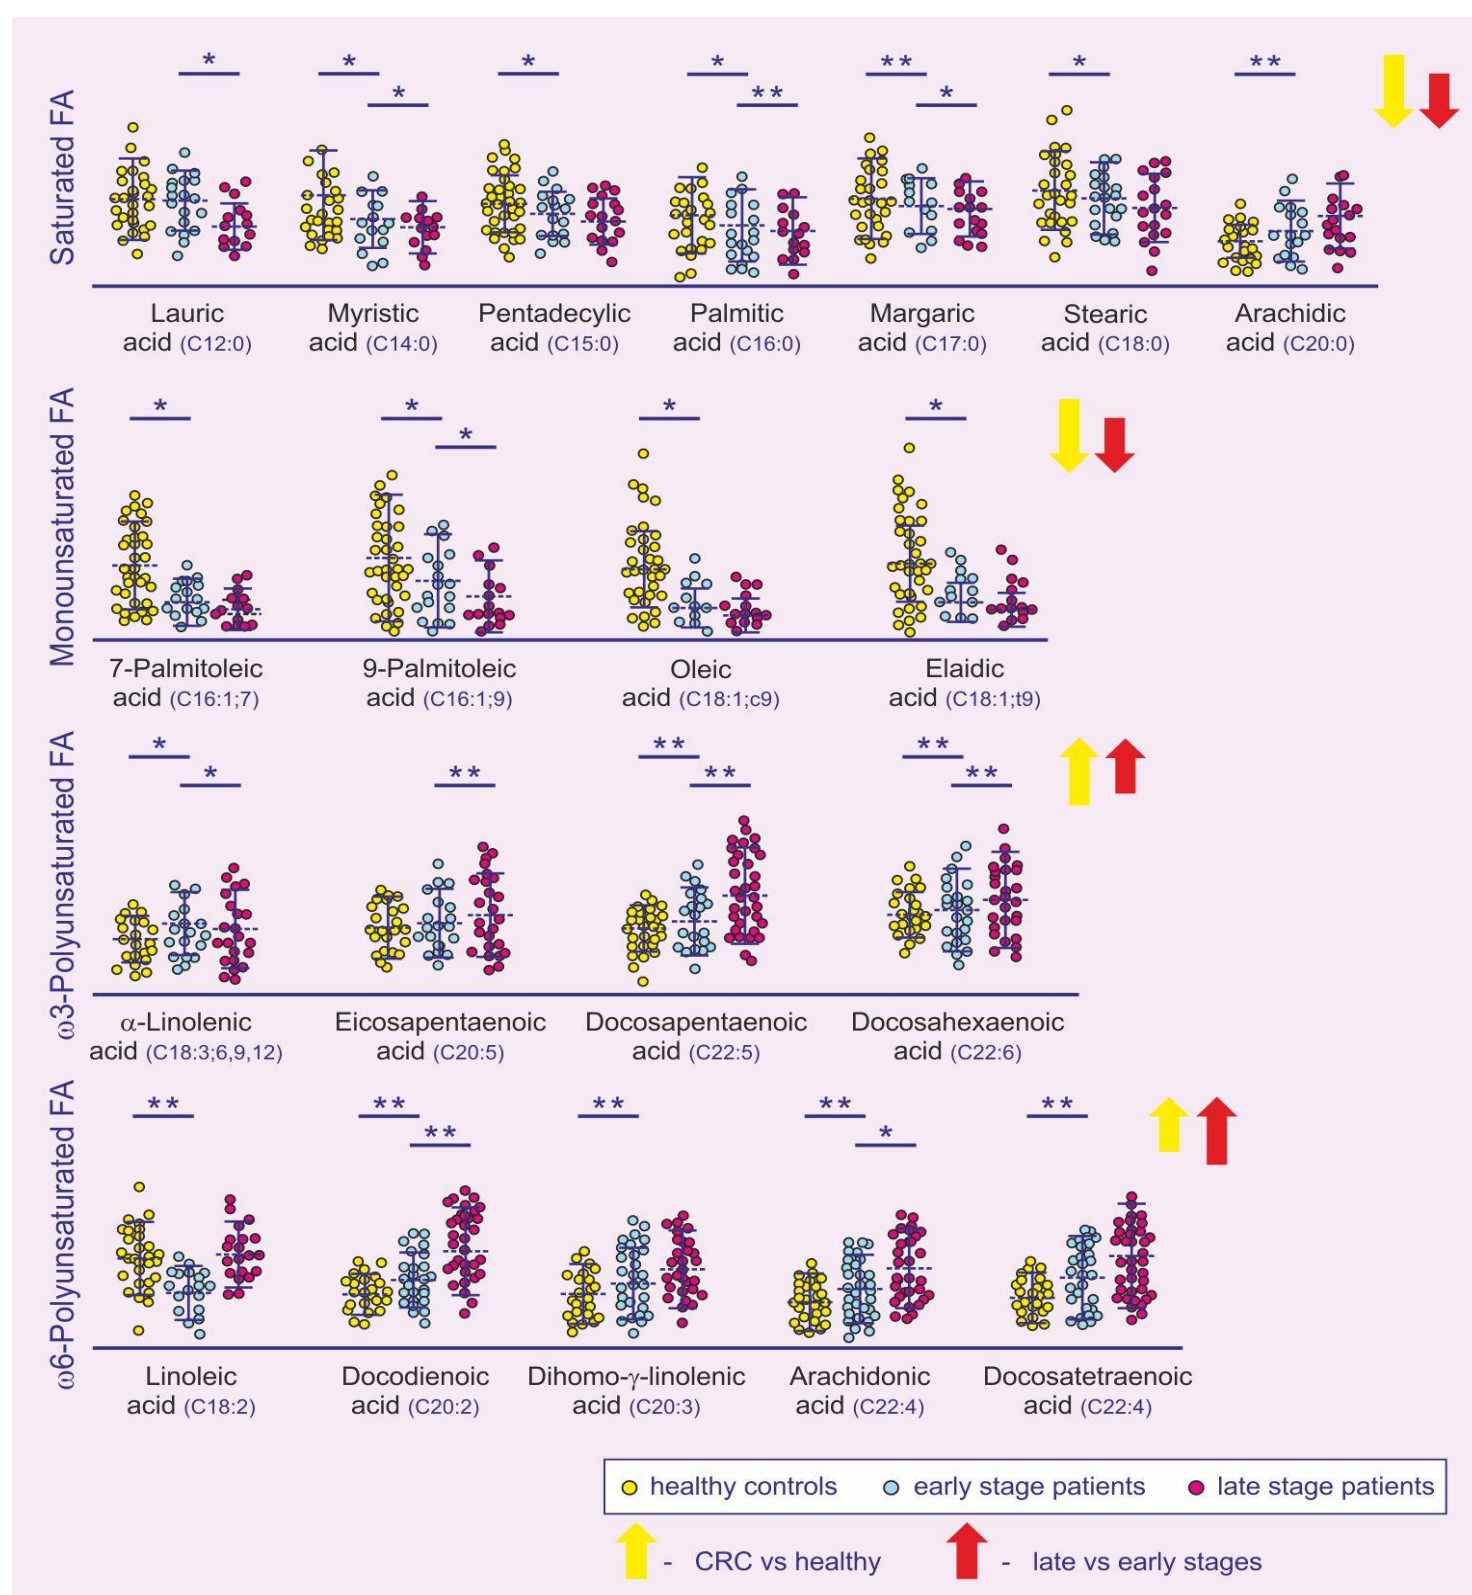 Saturated FA
* * * * ** * **
* ** *
Lauric Myristic Pentadecylic Palmitic Margaric Stearic Arachidic
acid (C12:0) acid (C14:0) acid (C15:0) acid (C16:0) acid (C17:0) acid (C18:0) acid (C20:0)
Monounsaturated FA
* * * *
*
7-Palmitoleic 9-Palmitoleic Oleic Elaidic
acid (C16:1;7) acid (C16:1;9) acid (C18:1;c9) acid (C18:1;t9)
ω3-Polyunsaturated FA
* ** **
* ** ** **
α-Linolenic Eicosapentaenoic Docosapentaenoic Docosahexaenoic
acid (C18:3;6,9,12) acid (C20:5) acid (C22:5) acid (C22:6)
ω6-Polyunsaturated FA
** ** ** ** **
** *
Linoleic Docodienoic Dihomo-γ-linolenic Arachidonic Docosatetraenoic
acid (C18:2) acid (C20:2) acid (C20:3) acid (C22:4) acid (C22:4)
healthy controls early stage patients late stage patients
- CRC vs healthy - late vs early stages